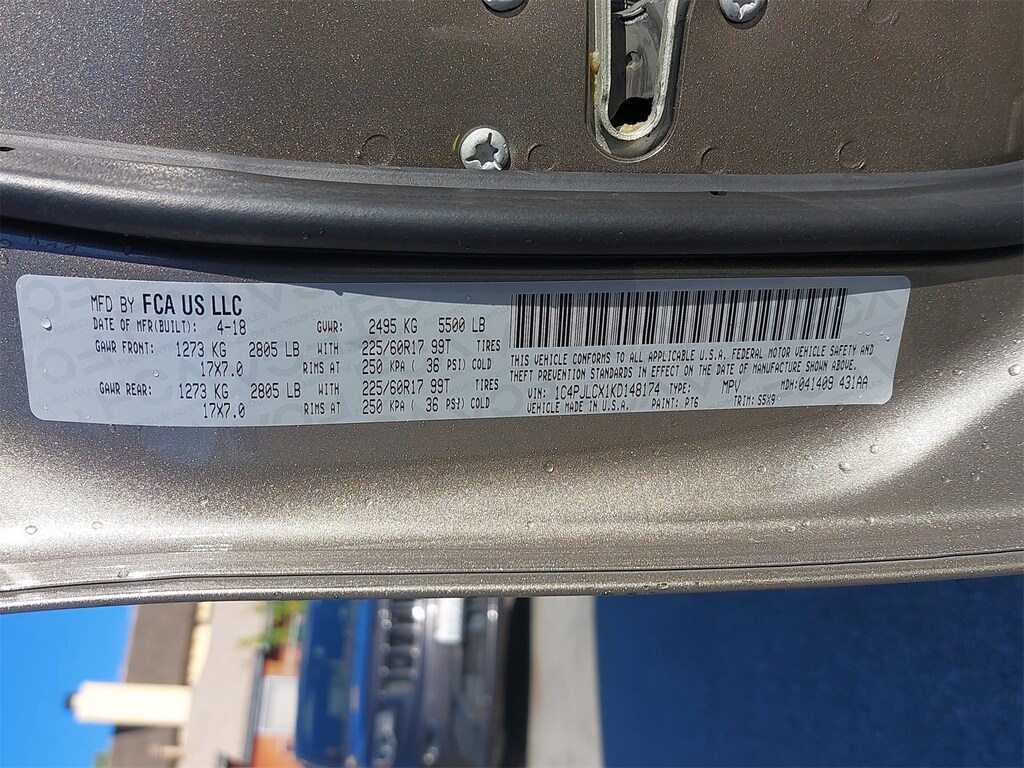 MFD BY FCA US LLC
DATE OF MFR(BUILT): 4-18 GVWR: 2495 KG 5500 LB
GAWR FRONT: 1273 KG 2805 LB WITH 225/60R17 99T TIRES
17X7.0 RIMS AT 250 KPA ( 36 PSI) COLD
GAWR REAR: 1273 KG 2805 LB WITH 225/60R17 99T TIRES
17X7.0 RIMS AT 250 KPA ( 36 PSI) COLD
THIS VEHICLE CONFORMS TO ALL APPLICABLE U.S.A. FEDERAL MOTOR VEHICLE SAFETY AND
THEFT PREVENTION STANDARDS IN EFFECT ON THE DATE OF MANUFACTURE SHOWN ABOVE.
VIN: 1C4PJLCX1KD148174 TYPE: MPV MDH: 041409 431AA
VEHICLE MADE IN U.S.A. PAINT: PTG TRIM: S5X9